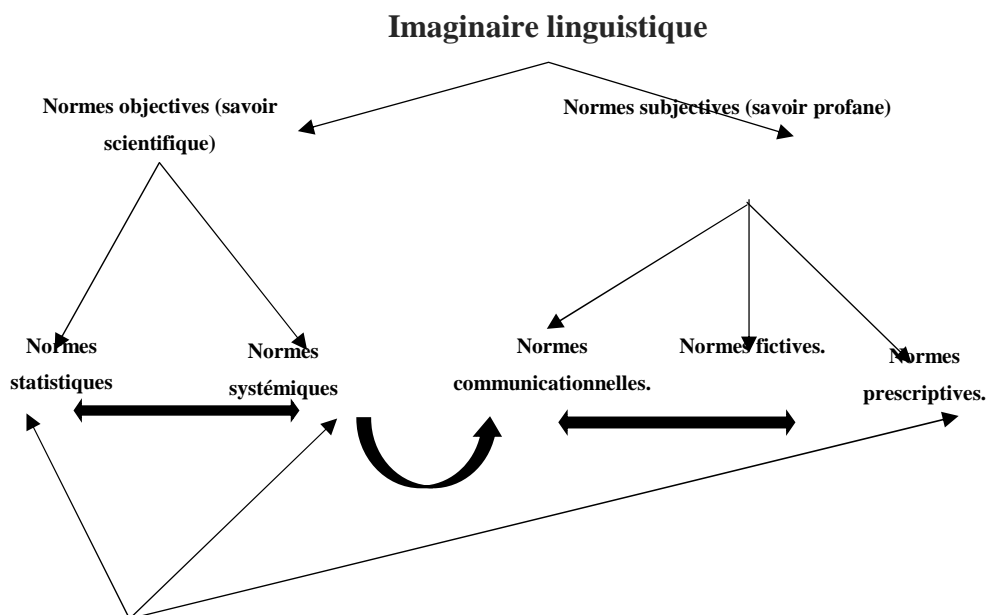 Imaginaire linguistique
Normes objectives (savoir
scientifique)
Normes subjectives (savoir profane)
Normes
statistiques
Normes
systémiques
Normes
communicationnelles.
Normes fictives.
Normes
prescriptives.